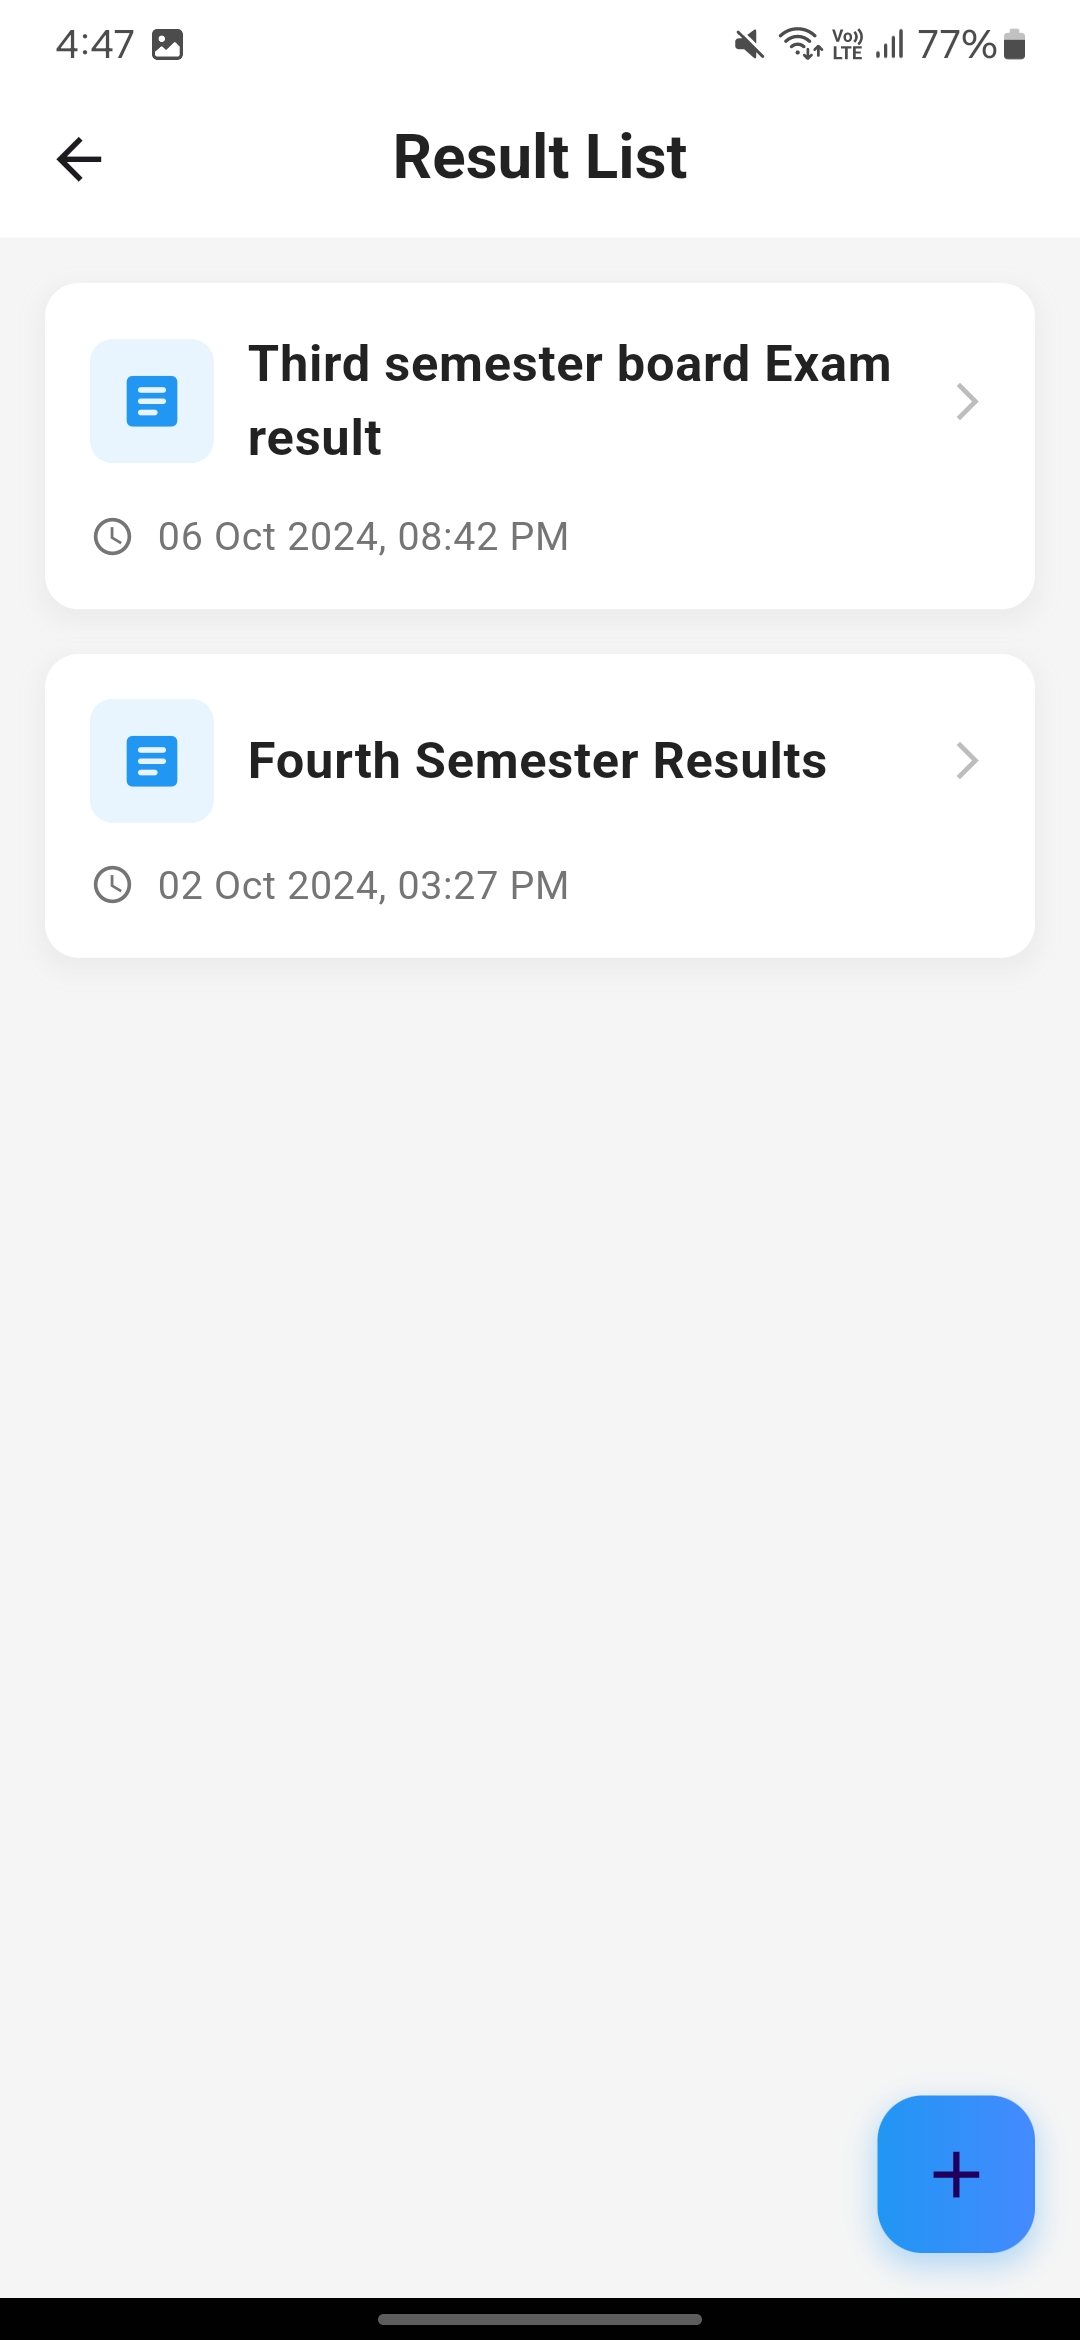 4:47
Vo)) LTE 77%
Result List
Third semester board Exam
result
06 Oct 2024, 08:42 PM
Fourth Semester Results
02 Oct 2024, 03:27 PM